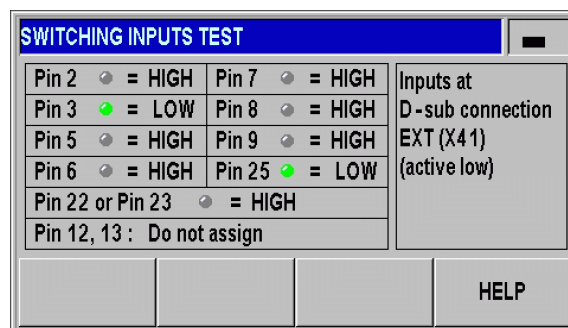 SWITCHING INPUTS TEST
Pin 2 = HIGH Pin 7 = HIGH
Pin 3 = LOW Pin 8 = HIGH
Pin 5 = HIGH Pin 9 = HIGH
Pin 6 = HIGH Pin 25 = LOW
Pin 22 or Pin 23 = HIGH
Pin 12, 13 : Do not assign
Inputs at
D-sub connection
EXT (X41)
(active low)
HELP